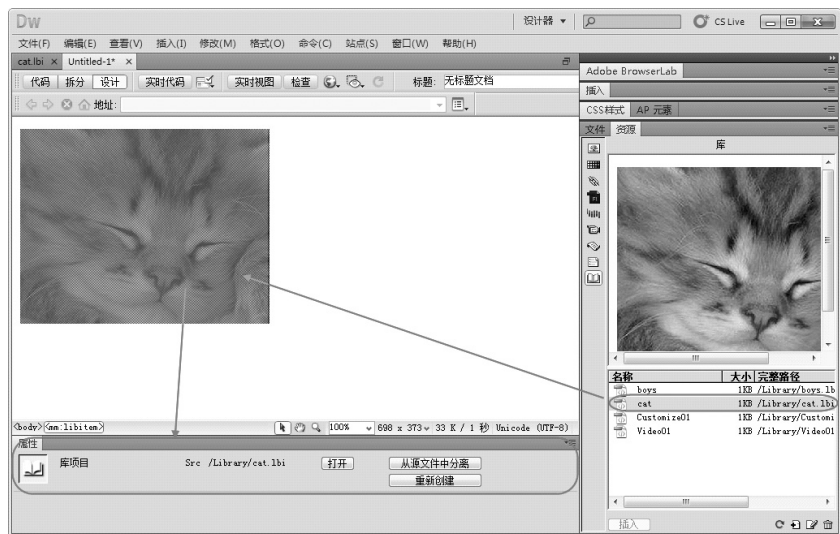 Dw
设计器
CS Live
文件(F) 编辑(E) 查看(V) 插入(I) 修改(M) 格式(O) 命令(C) 站点(S) 窗口(W) 帮助(H)
cat.lbi × Untitled-1* ×
代码 拆分 设计 实时代码 实时视图 检查 标题: 无标题文档
地址:
Adobe BrowserLab
插入
CSS样式 AP 元素
文件 资源
库
名称 大小 完整路径
boys 1KB /Library/boys.lb
cat 1KB /Library/cat.lbi
Customize01 1KB /Library/Customi
Video01 1KB /Library/Video01
插入
<body> <mm:libitem> 100% 698 x 373 33 K / 1 秒 Unicode (UTF-8)
属性
库项目 Src /Library/cat.lbi 打开 从源文件中分离
重新创建